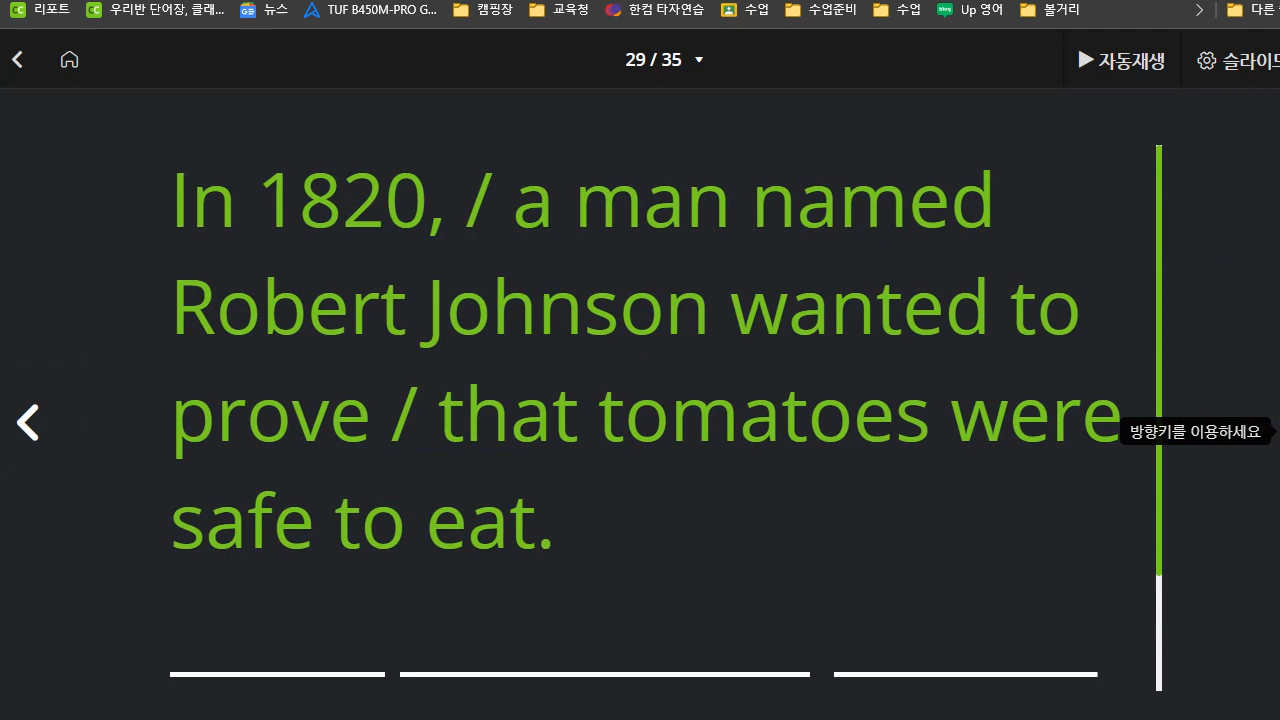 리포트 우리반 단어장, 클래... 뉴스 TUF B450M-PRO G... 캠핑장 교육청 한컴 타자연습 수업 수업준비 수업 Up 영어 볼거리 다른
29 / 35 자동재생 슬라이드
In 1820, / a man named
Robert Johnson wanted to
prove / that tomatoes were
방향키를 이용하세요
safe to eat.